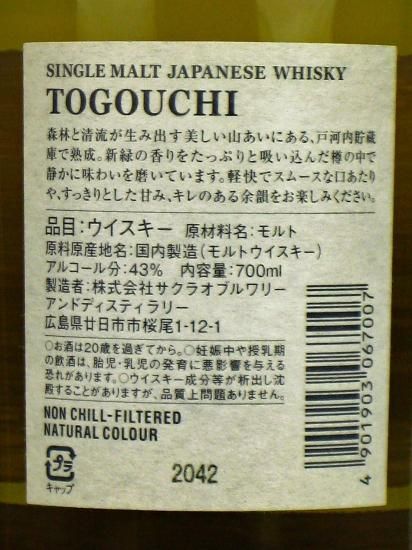 SINGLE MALT JAPANESE WHISKY
TOGOUCHI
森林と清流が生み出す美しい山あいにある、戸河内貯蔵
庫で熟成。新緑の香りをたっぷりと吸い込んだ樽の中で
静かに味わいを磨いています。軽快でスムースな口あたり
や、すっきりとした甘み、キレのある余韻をお楽しみください。
品目:ウイスキー 原材料名:モルト
原料原産地名:国内製造(モルトウイスキー)
アルコール分:43% 内容量:700ml
製造者:株式会社サクラオブルワリー
アンドディスティラリー
広島県廿日市市桜尾1-12-1
○お酒は20歳を過ぎてから。○妊娠中や授乳期
の飲酒は、胎児・乳児の発育に悪影響を与える
恐れがあります。○ウイスキー成分等が析出し沈
殿することがありますが、品質上問題ありません。
NON CHILL-FILTERED
NATURAL COLOUR
プラ
キャップ
2042
4 901903 067007